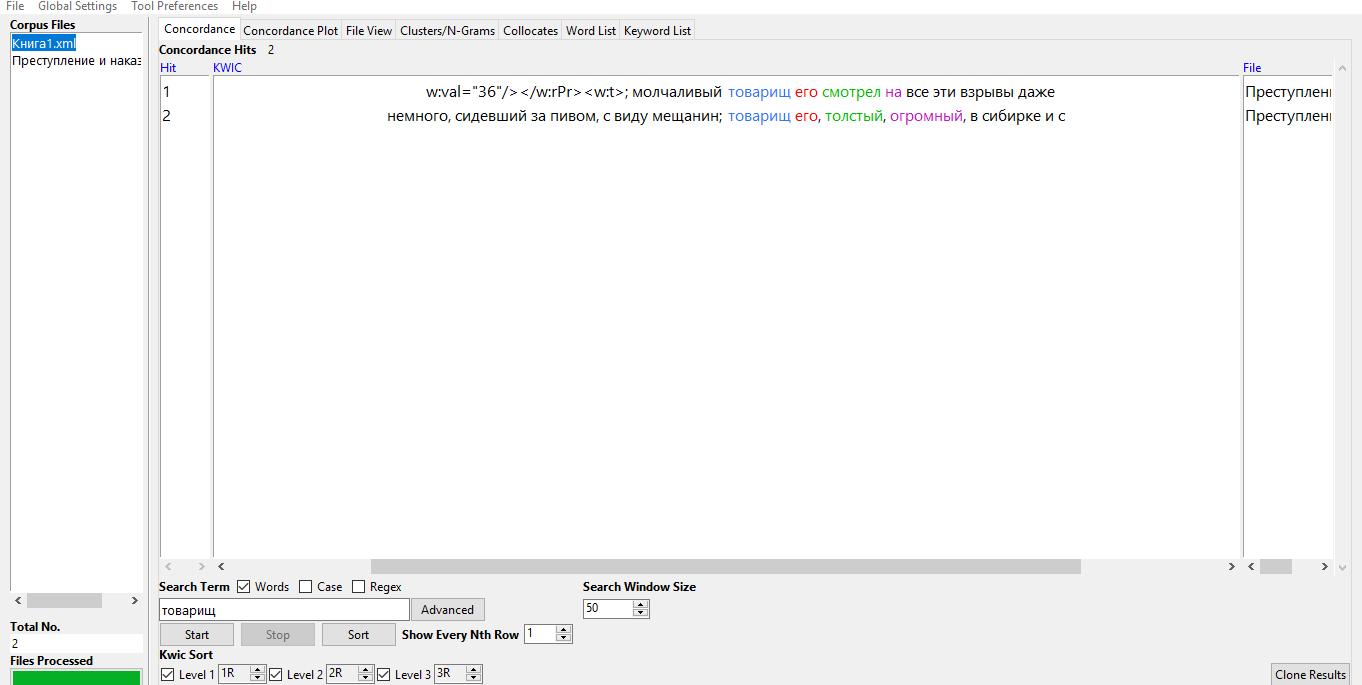 File Global Settings Tool Preferences Help
Corpus Files
Книга1.xml
Преступление и наказ
Total No.
2
Files Processed
Concordance Concordance Plot File View Clusters/N-Grams Collocates Word List Keyword List
Concordance Hits 2
Hit KWIC File
1 w:val="36"/></w:rPr><w:t>; молчаливый товарищ его смотрел на все эти взрывы даже Преступлен
2 немного, сидевший за пивом, с виду мещанин; товарищ его, толстый, огромный, в сибирке и с Преступлен
Search Term Words Case Regex Search Window Size
товарищ Advanced 50
Start Stop Sort Show Every Nth Row 1
Kwic Sort
Level 1 1R Level 2 2R Level 3 3R Clone Results